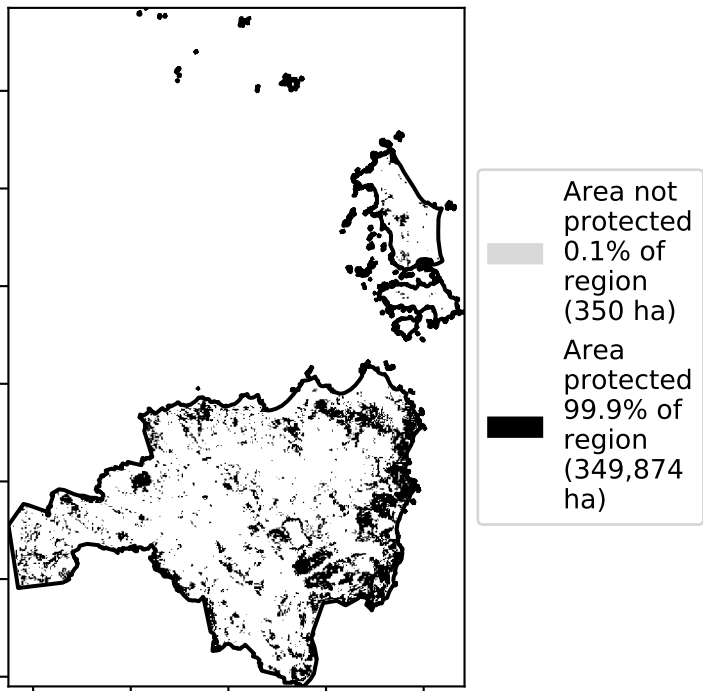 Area not
protected
0.1% of
region
(350 ha)
Area
protected
99.9% of
region
(349,874
ha)